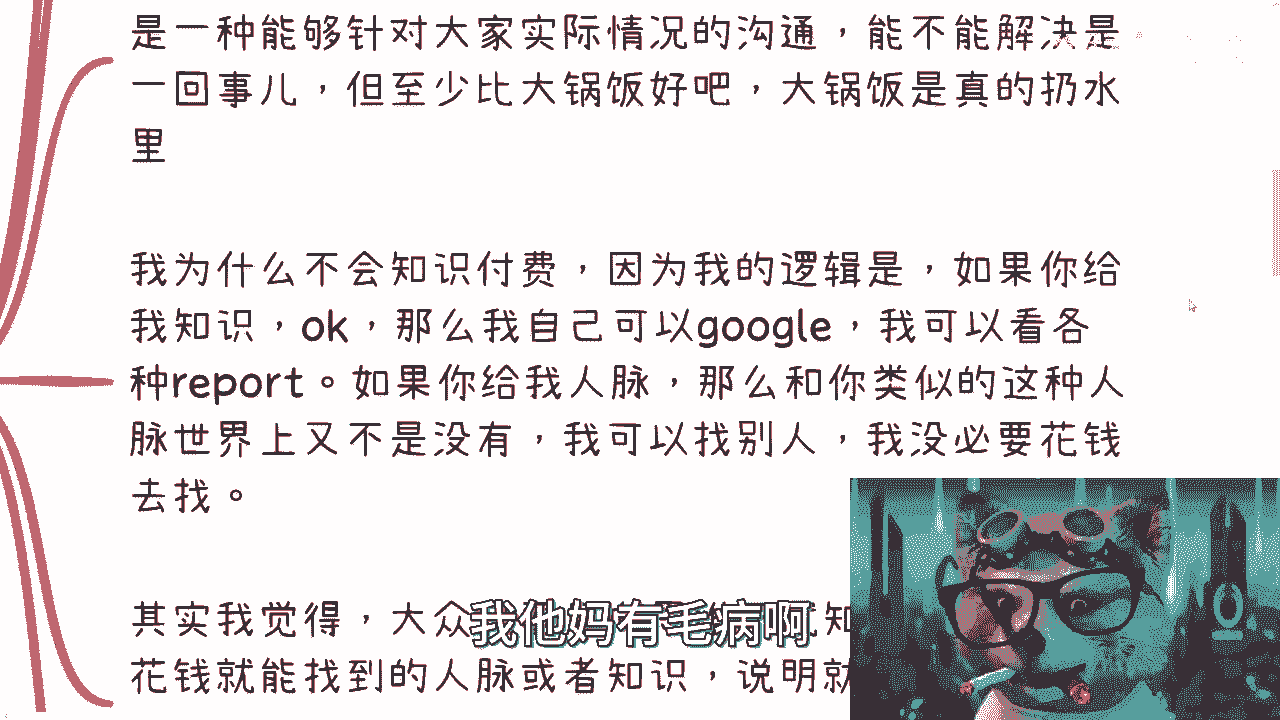 是一种能够针对大家实际情况的沟通，能不能解决是
一回事儿，但至少比大锅饭好吧，大锅饭是真的扔水
里
我为什么不会知识付费，因为我的逻辑是，如果你给
我知识，ok，那么我自己可以google，我可以看各
种report。如果你给我人脉，那么和你类似的这种人
脉世界上又不是没有，我可以找别人，我没必要花钱
去找。
其实我觉得，大众
知
我他妈有毛病啊
花钱就能找到的人脉或者知识，说明就